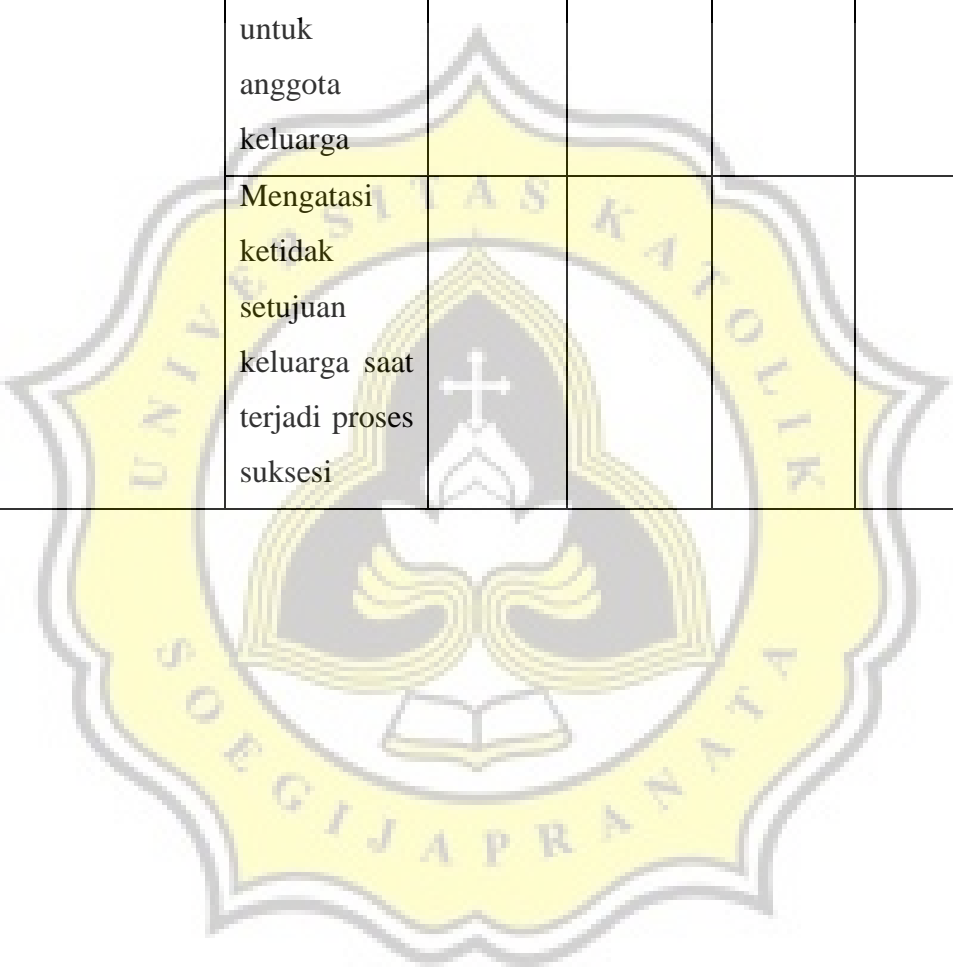 untuk
anggota
keluarga
Mengatasi
ketidak
setujuan
keluarga saat
terjadi proses
suksesi
UNIVERSITAS KATOLIK
SOEGIJAPRANATA